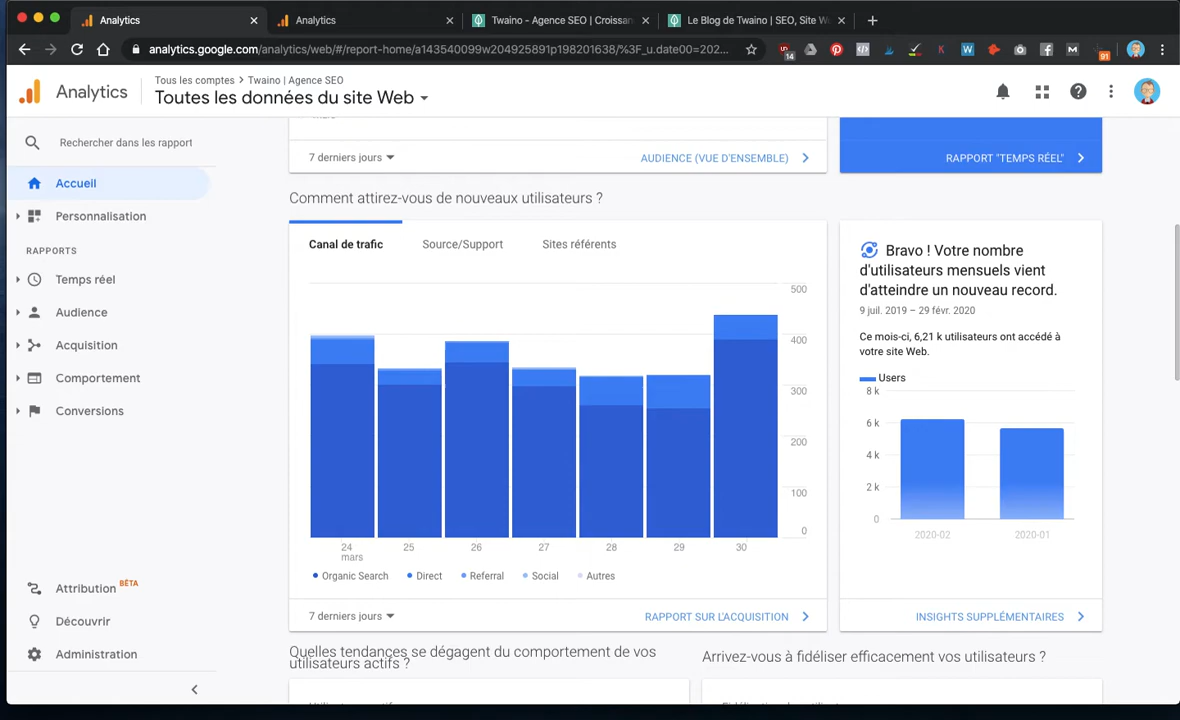 Analytics
Analytics
Twaino - Agence SEO | Croissan
Le Blog de Twaino | SEO, Site W
analytics.google.com/analytics/web/#/report-home/a143540099w204925891p198201638/%3F_u.date00=202...
14
91
Analytics
Tous les comptes > Twaino | Agence SEO
Toutes les données du site Web
Rechercher dans les rapport
Accueil
Personnalisation
RAPPORTS
Temps réel
Audience
Acquisition
Comportement
Conversions
Attribution BÊTA
Découvrir
Administration
7 derniers jours
AUDIENCE (VUE D'ENSEMBLE)
RAPPORT "TEMPS RÉEL"
Comment attirez-vous de nouveaux utilisateurs ?
Canal de trafic
Source/Support
Sites référents
500
400
300
200
100
0
24 25 26 27 28 29 30
mars
Organic Search Direct Referral Social Autres
7 derniers jours
RAPPORT SUR L'ACQUISITION
Bravo ! Votre nombre
d'utilisateurs mensuels vient
d'atteindre un nouveau record.
9 juil. 2019 – 29 févr. 2020
Ce mois-ci, 6,21 k utilisateurs ont accédé à
votre site Web.
Users
8 k
6 k
4 k
2 k
0
2020-02 2020-01
INSIGHTS SUPPLÉMENTAIRES
Quelles tendances se dégagent du comportement de vos
utilisateurs actifs ?
Arrivez-vous à fidéliser efficacement vos utilisateurs ?